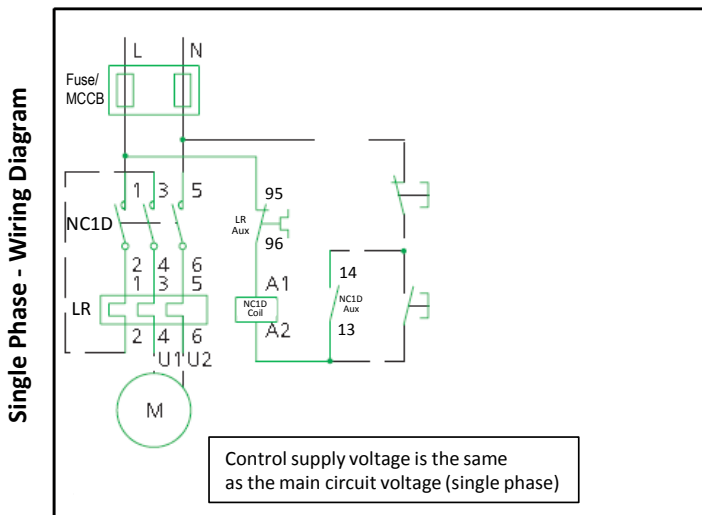 Single Phase - Wiring Diagram
L N
Fuse/
MCCB
1 3 5
NC1D
2 4 6
1 3 5
LR
2 4 6
U1 U2
M
95
LR
Aux
96
A1
NC1D
Coil
A2
14
NC1D
Aux
13
Control supply voltage is the same
as the main circuit voltage (single phase)